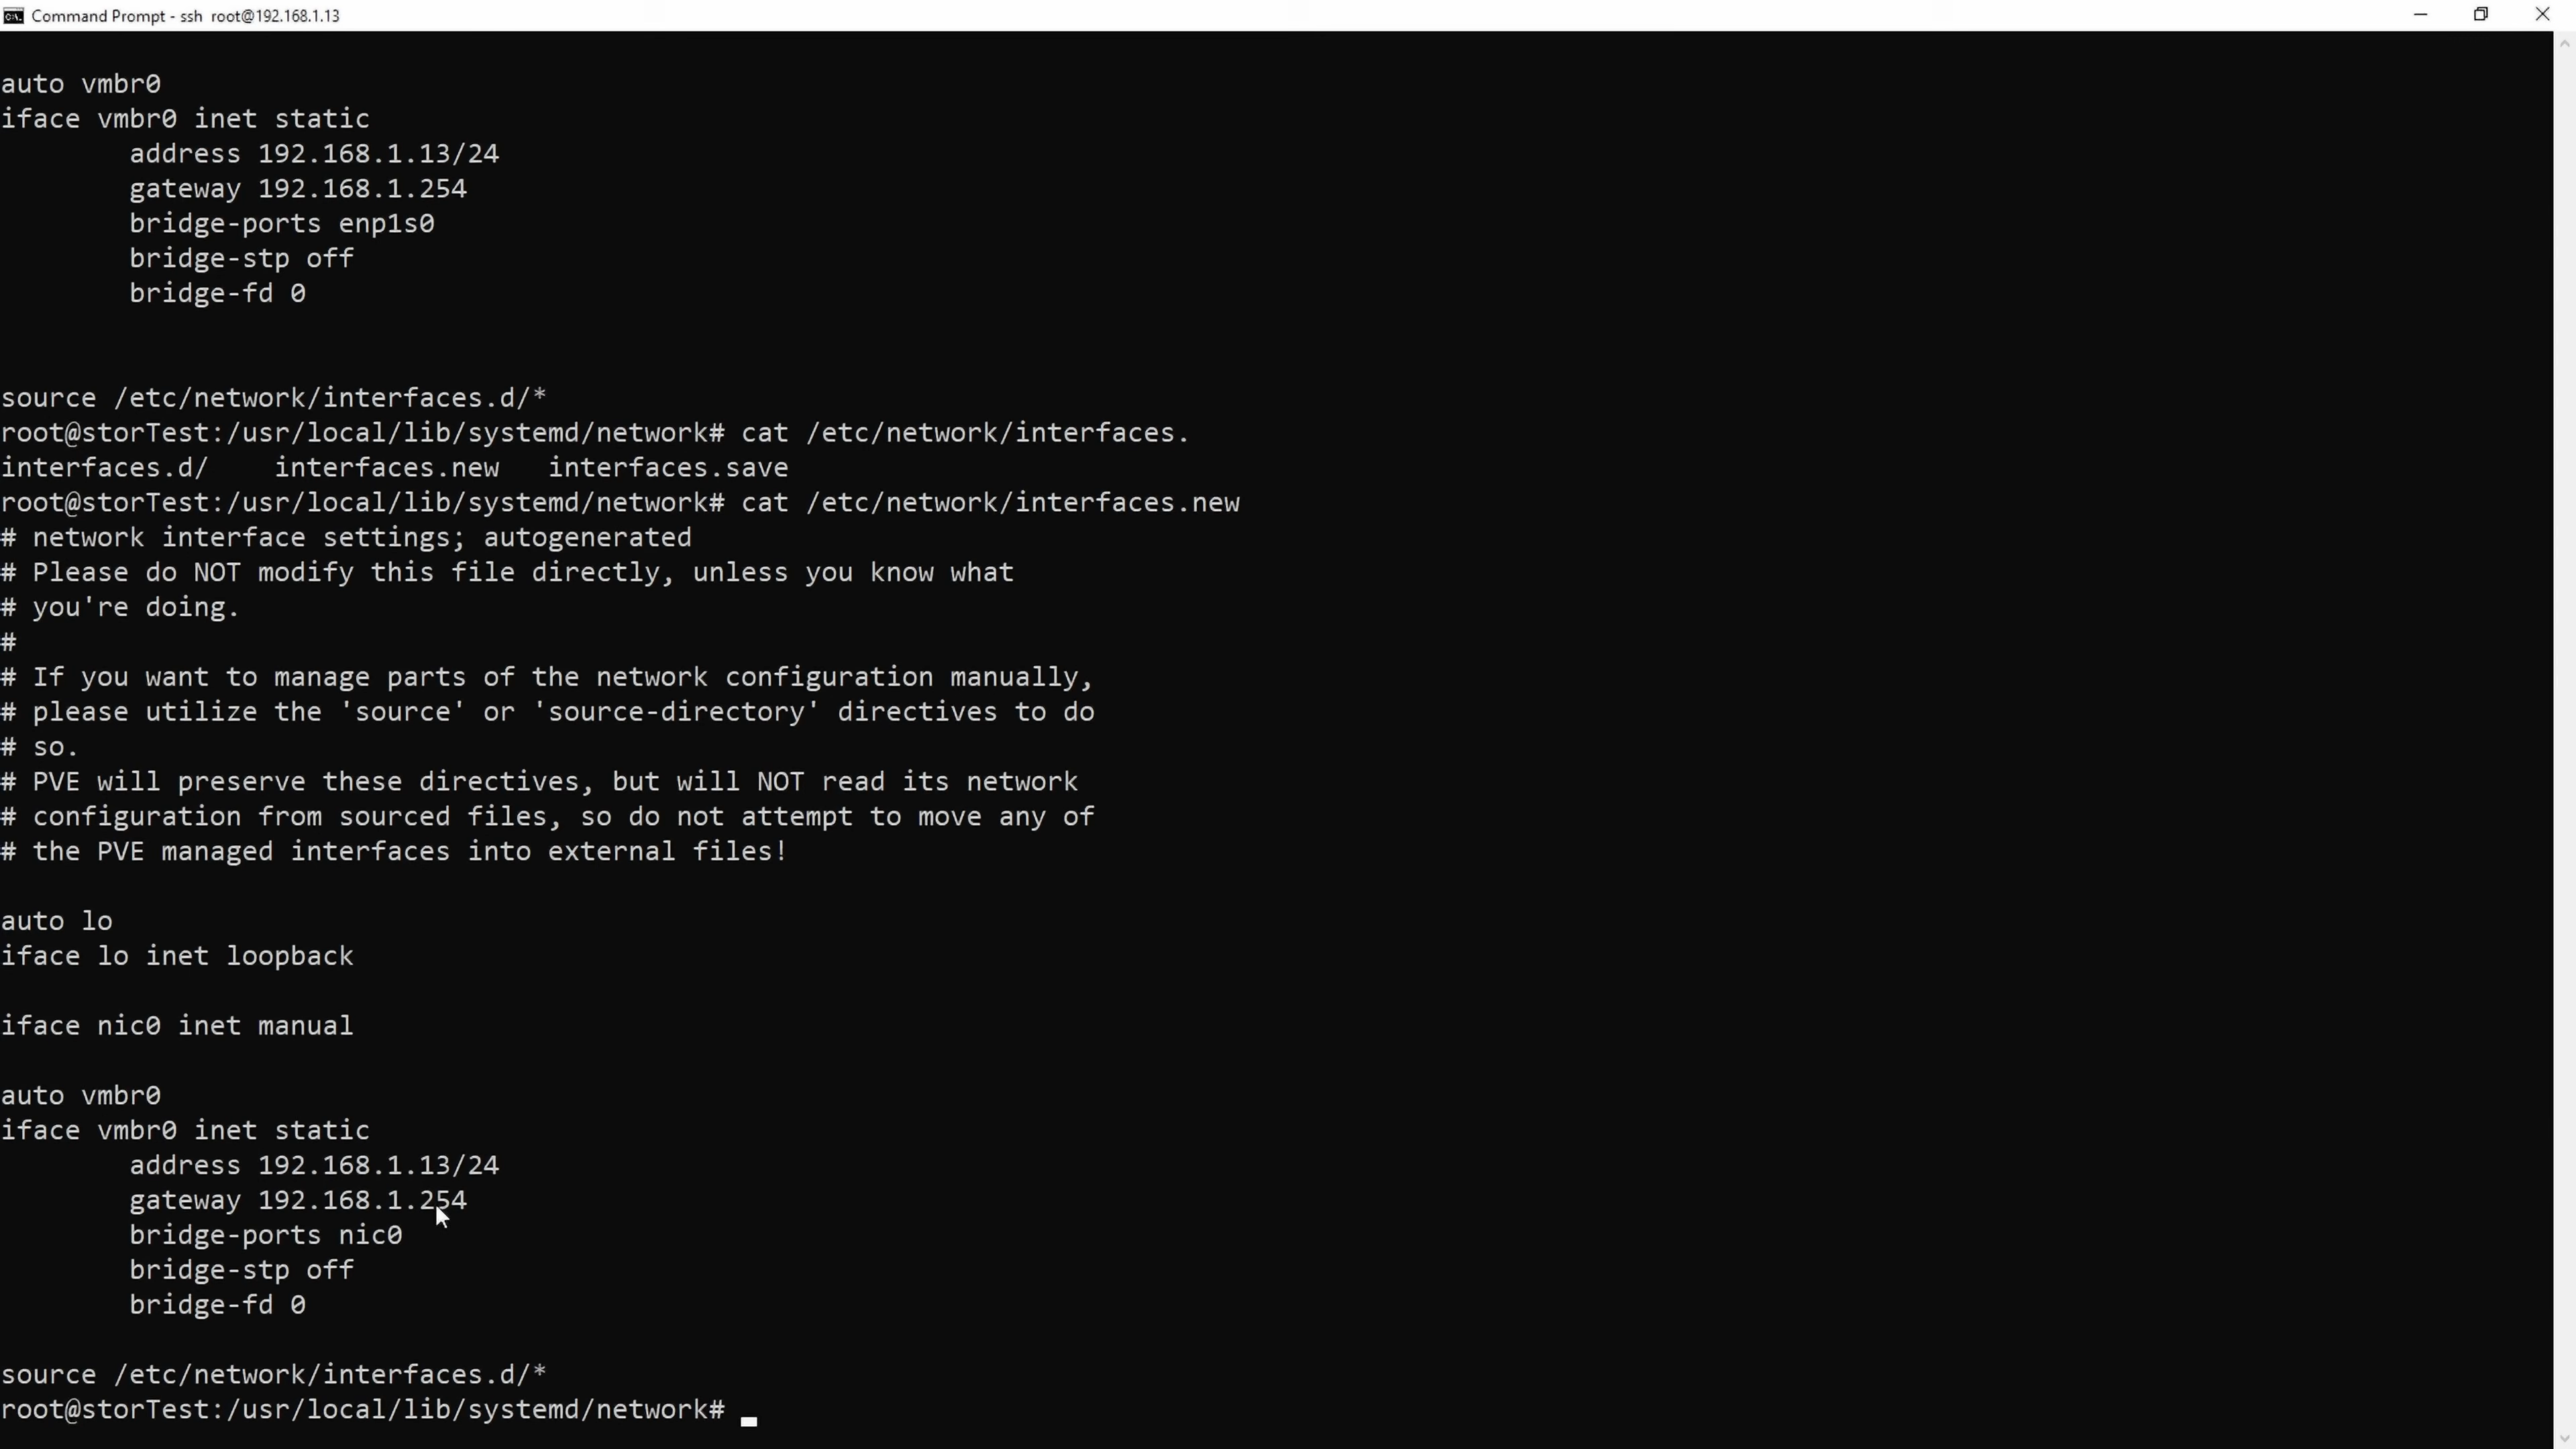 Command Prompt - ssh root@192.168.1.13
auto vmbr0
iface vmbr0 inet static
        address 192.168.1.13/24
        gateway 192.168.1.254
        bridge-ports enp1s0
        bridge-stp off
        bridge-fd 0
source /etc/network/interfaces.d/*
root@storTest:/usr/local/lib/systemd/network# cat /etc/network/interfaces.
interfaces.d/    interfaces.new   interfaces.save
root@storTest:/usr/local/lib/systemd/network# cat /etc/network/interfaces.new
# network interface settings; autogenerated
# Please do NOT modify this file directly, unless you know what
# you're doing.
#
# If you want to manage parts of the network configuration manually,
# please utilize the 'source' or 'source-directory' directives to do
# so.
# PVE will preserve these directives, but will NOT read its network
# configuration from sourced files, so do not attempt to move any of
# the PVE managed interfaces into external files!
auto lo
iface lo inet loopback
iface nic0 inet manual
auto vmbr0
iface vmbr0 inet static
        address 192.168.1.13/24
        gateway 192.168.1.254
        bridge-ports nic0
        bridge-stp off
        bridge-fd 0
source /etc/network/interfaces.d/*
root@storTest:/usr/local/lib/systemd/network#